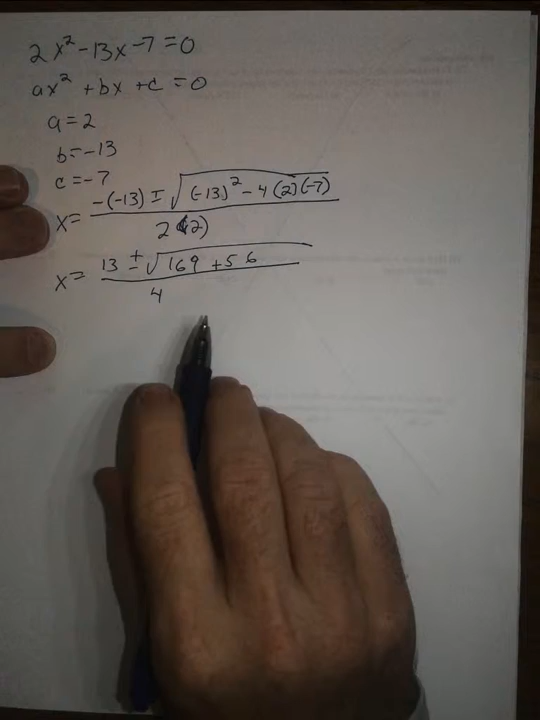 2x² - 13x - 7 = 0
ax² + bx + c = 0
a = 2
b = -13
c = -7
x = -(-13) ± √(-13)² - 4(2)(-7) / 2(2)
x = 13 ± √169 + 56 / 4